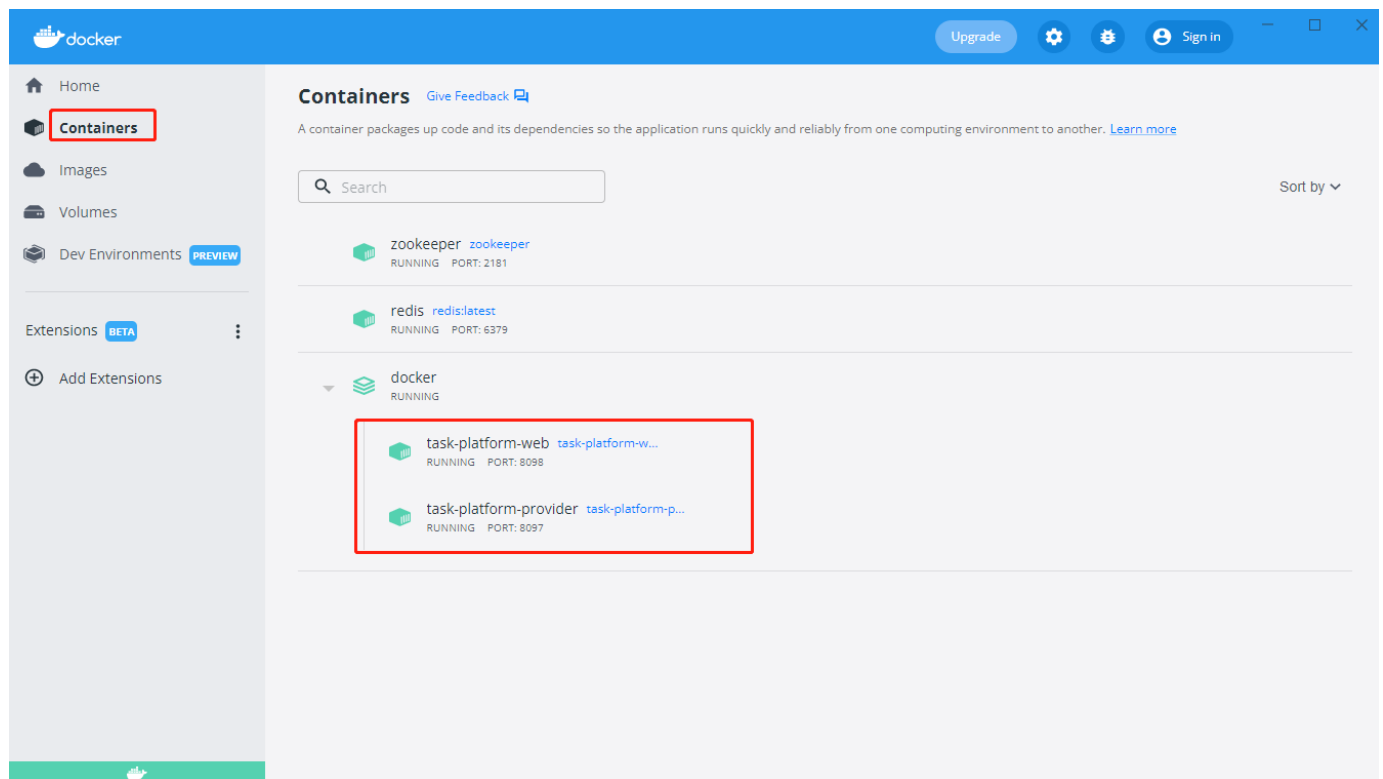 docker
Upgrade
Sign in
Home
Containers
Images
Volumes
Dev Environments PREVIEW
Extensions BETA
Add Extensions
Containers Give Feedback
A container packages up code and its dependencies so the application runs quickly and reliably from one computing environment to another. Learn more
Search
Sort by
zookeeper zookeeper
RUNNING PORT: 2181
redis redis:latest
RUNNING PORT: 6379
docker
RUNNING
task-platform-web task-platform-w...
RUNNING PORT: 8098
task-platform-provider task-platform-p...
RUNNING PORT: 8097